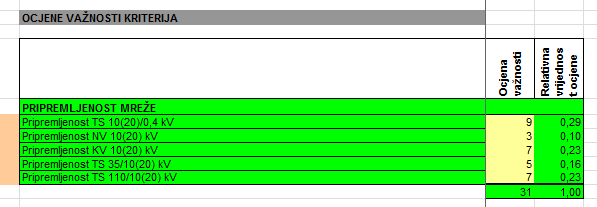 OCJENE VAŽNOSTI KRITERIJA
Ocjena važnosti
Relativna vrijednos t ocjene
PRIPREMLJENOST MREŽE
Pripremljenost TS 10(20)/0,4 kV 9 0,29
Pripremljenost NV 10(20) kV 3 0,10
Pripremljenost KV 10(20) kV 7 0,23
Pripremljenost TS 35/10(20) kV 5 0,16
Pripremljenost TS 110/10(20) kV 7 0,23
31 1,00